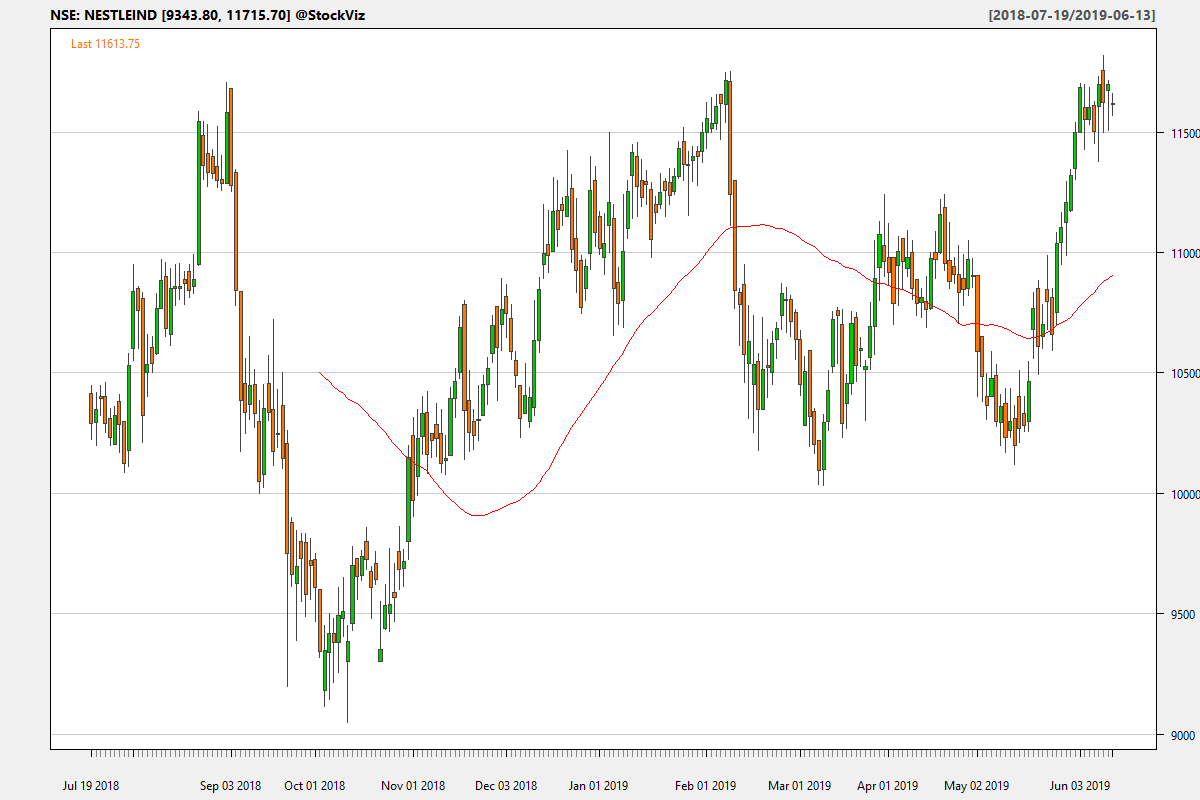 NSE: NESTLEIND [9343.80, 11715.70] @StockViz
[2018-07-19/2019-06-13]
Last 11613.75
11500
11000
10500
10000
9500
9000
Jul 19 2018
Sep 03 2018
Oct 01 2018
Nov 01 2018
Dec 03 2018
Jan 01 2019
Feb 01 2019
Mar 01 2019
Apr 01 2019
May 02 2019
Jun 03 2019